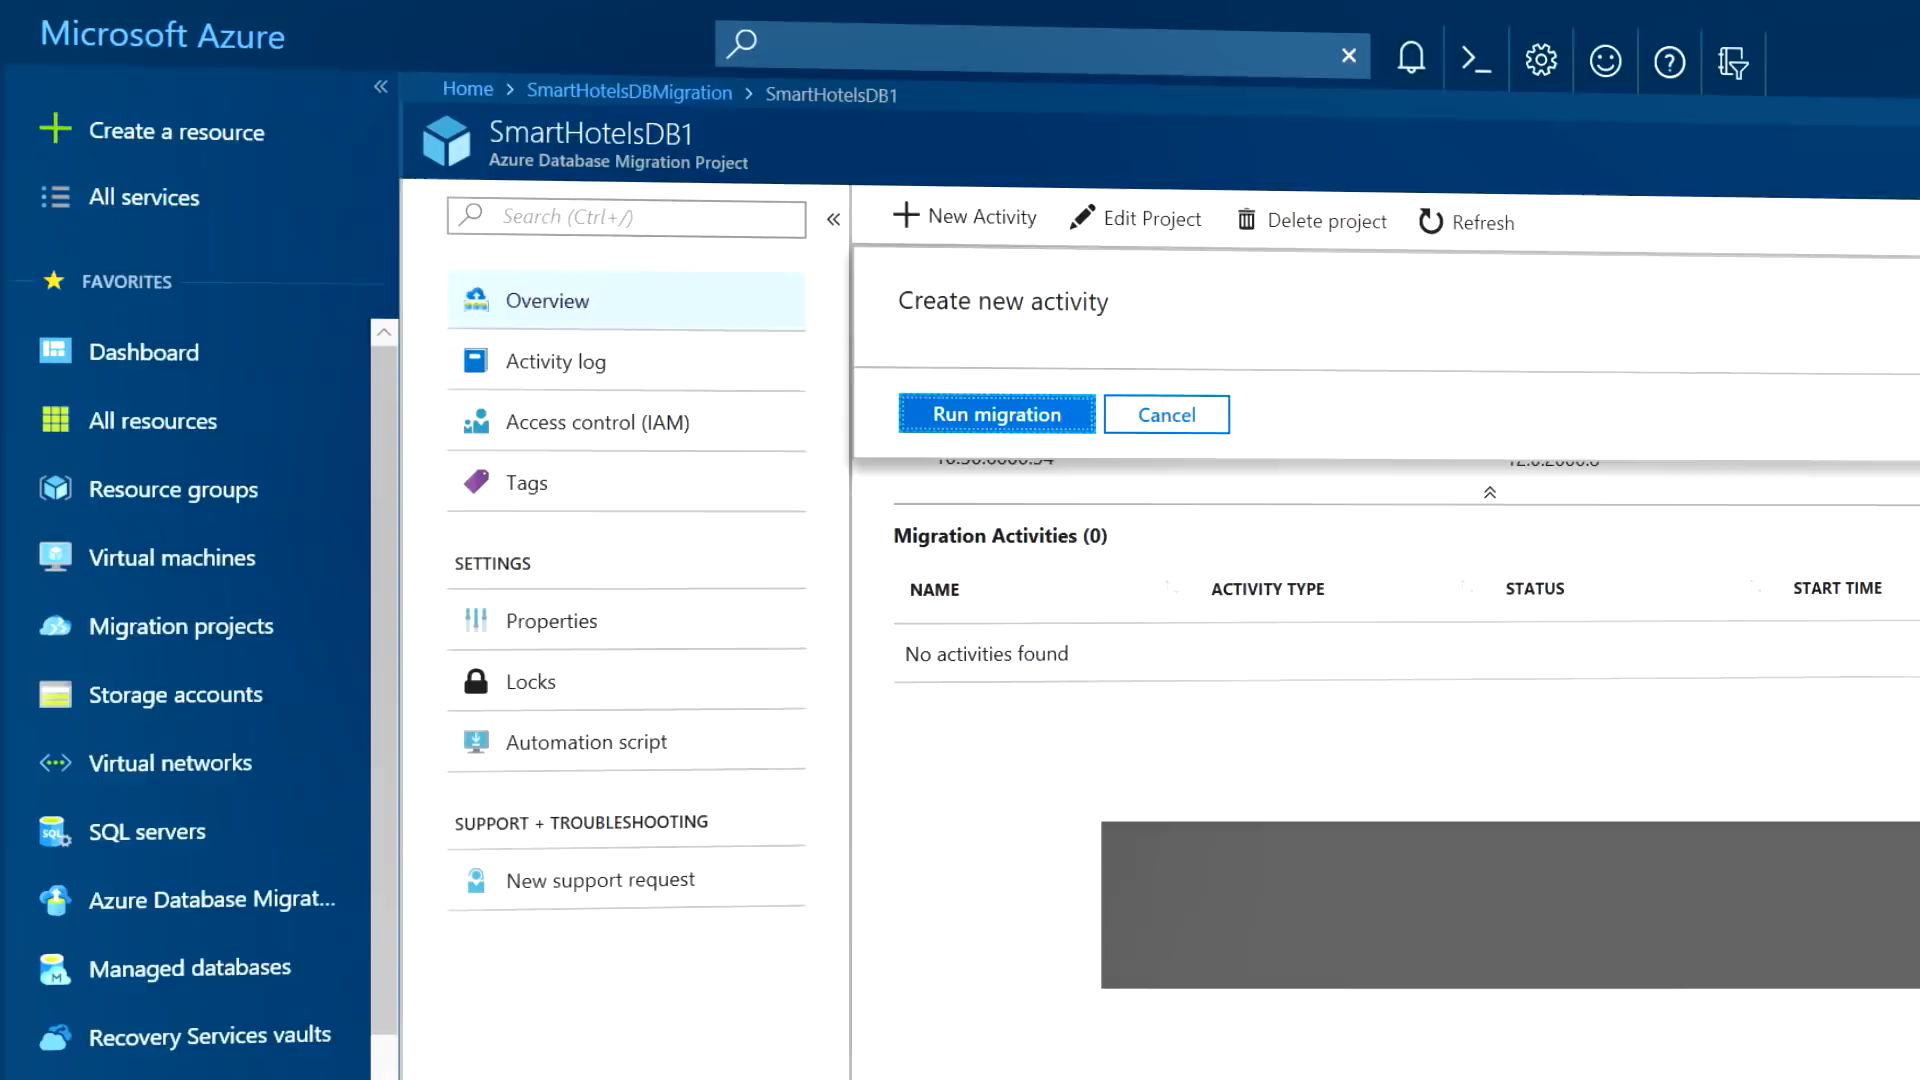 Microsoft Azure
Home > SmartHotelsDBMigration > SmartHotelsDB1
SmartHotelsDB1
Azure Database Migration Project
Create a resource
All services
FAVORITES
Dashboard
All resources
Resource groups
Virtual machines
Migration projects
Storage accounts
Virtual networks
SQL servers
Azure Database Migrat...
Managed databases
Recovery Services vaults
Search (Ctrl+/)
Overview
Activity log
Access control (IAM)
Tags
SETTINGS
Properties
Locks
Automation script
SUPPORT + TROUBLESHOOTING
New support request
New Activity Edit Project Delete project Refresh
Create new activity
Run migration Cancel
Migration Activities (0)
NAME ACTIVITY TYPE STATUS START TIME
No activities found